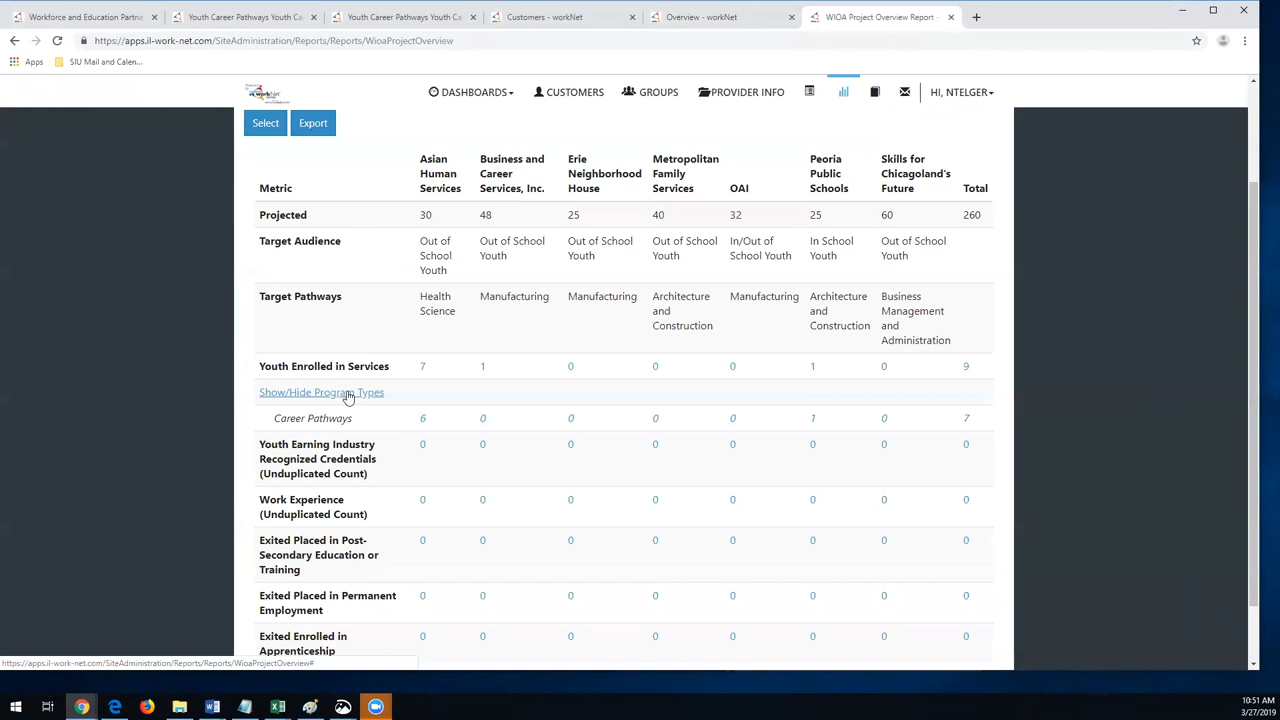 Workforce and Education Partne
Youth Career Pathways Youth Ca
Youth Career Pathways Youth Ca
Customers - workNet
Overview - workNet
WIOA Project Overview Report -
https://apps.il-work-net.com/SiteAdministration/Reports/Reports/WioaProjectOverview
Apps SIU Mail and Calen...
DASHBOARDS CUSTOMERS GROUPS PROVIDER INFO HI, NTELGER
Select Export
Metric Asian Human Services Business and Career Services, Inc. Erie Neighborhood House Metropolitan Family Services OAI Peoria Public Schools Skills for Chicagoland's Future Total
Projected 30 48 25 40 32 25 60 260
Target Audience Out of School Youth Out of School Youth Out of School Youth Out of School Youth In/Out of School Youth In School Youth Out of School Youth
Target Pathways Health Science Manufacturing Manufacturing Architecture and Construction Manufacturing Architecture and Construction Business Management and Administration
Youth Enrolled in Services 7 1 0 0 0 1 0 9
Show/Hide Program Types
Career Pathways 6 0 0 0 0 1 0 7
Youth Earning Industry Recognized Credentials (Unduplicated Count) 0 0 0 0 0 0 0 0
Work Experience (Unduplicated Count) 0 0 0 0 0 0 0 0
Exited Placed in Post-Secondary Education or Training 0 0 0 0 0 0 0 0
Exited Placed in Permanent Employment 0 0 0 0 0 0 0 0
Exited Enrolled in Apprenticeship 0 0 0 0 0 0 0 0
https://apps.il-work-net.com/SiteAdministration/Reports/Reports/WioaProjectOverview#
10:51 AM
3/27/2019